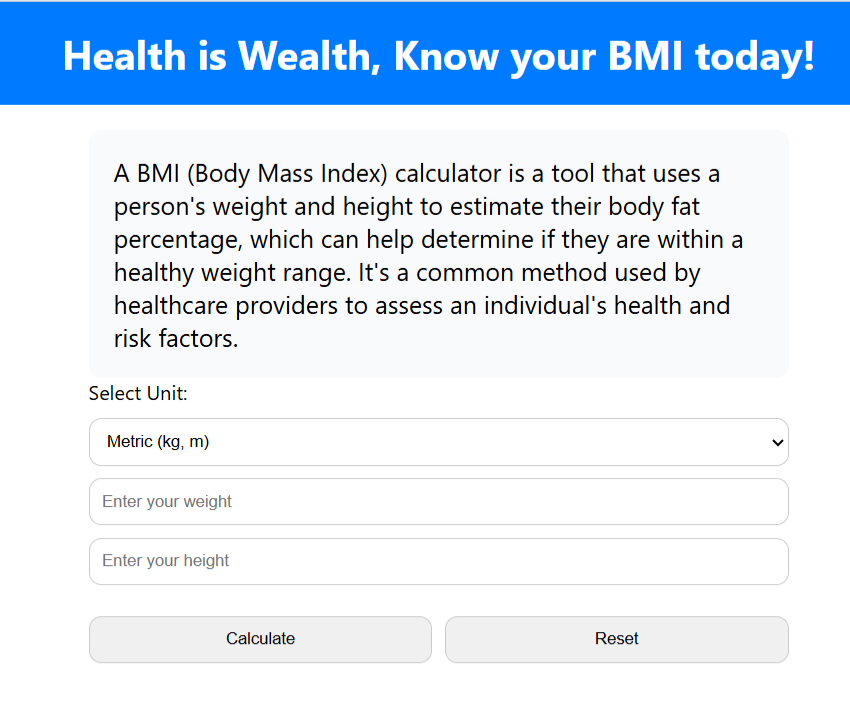 Health is Wealth, Know your BMI today!
A BMI (Body Mass Index) calculator is a tool that uses a
person's weight and height to estimate their body fat
percentage, which can help determine if they are within a
healthy weight range. It's a common method used by
healthcare providers to assess an individual's health and
risk factors.
Select Unit:
Metric (kg, m)
Enter your weight
Enter your height
Calculate
Reset